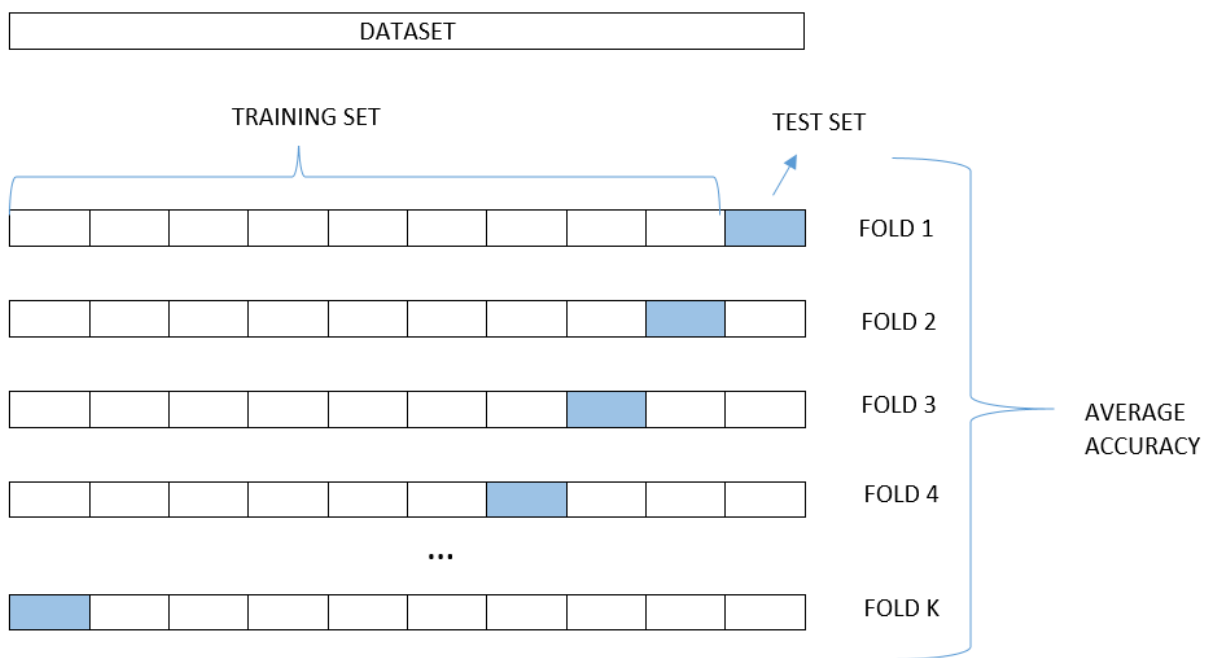 DATASET
TRAINING SET
TEST SET
FOLD 1
FOLD 2
FOLD 3
AVERAGE
ACCURACY
FOLD 4
...
FOLD K